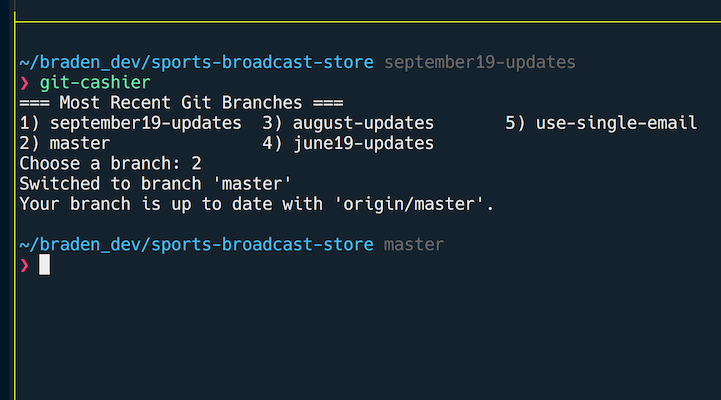 ~/braden_dev/sports-broadcast-store september19-updates
❯ git-cashier
=== Most Recent Git Branches ===
1) september19-updates  3) august-updates       5) use-single-email
2) master               4) june19-updates
Choose a branch: 2
Switched to branch 'master'
Your branch is up to date with 'origin/master'.
~/braden_dev/sports-broadcast-store master
❯